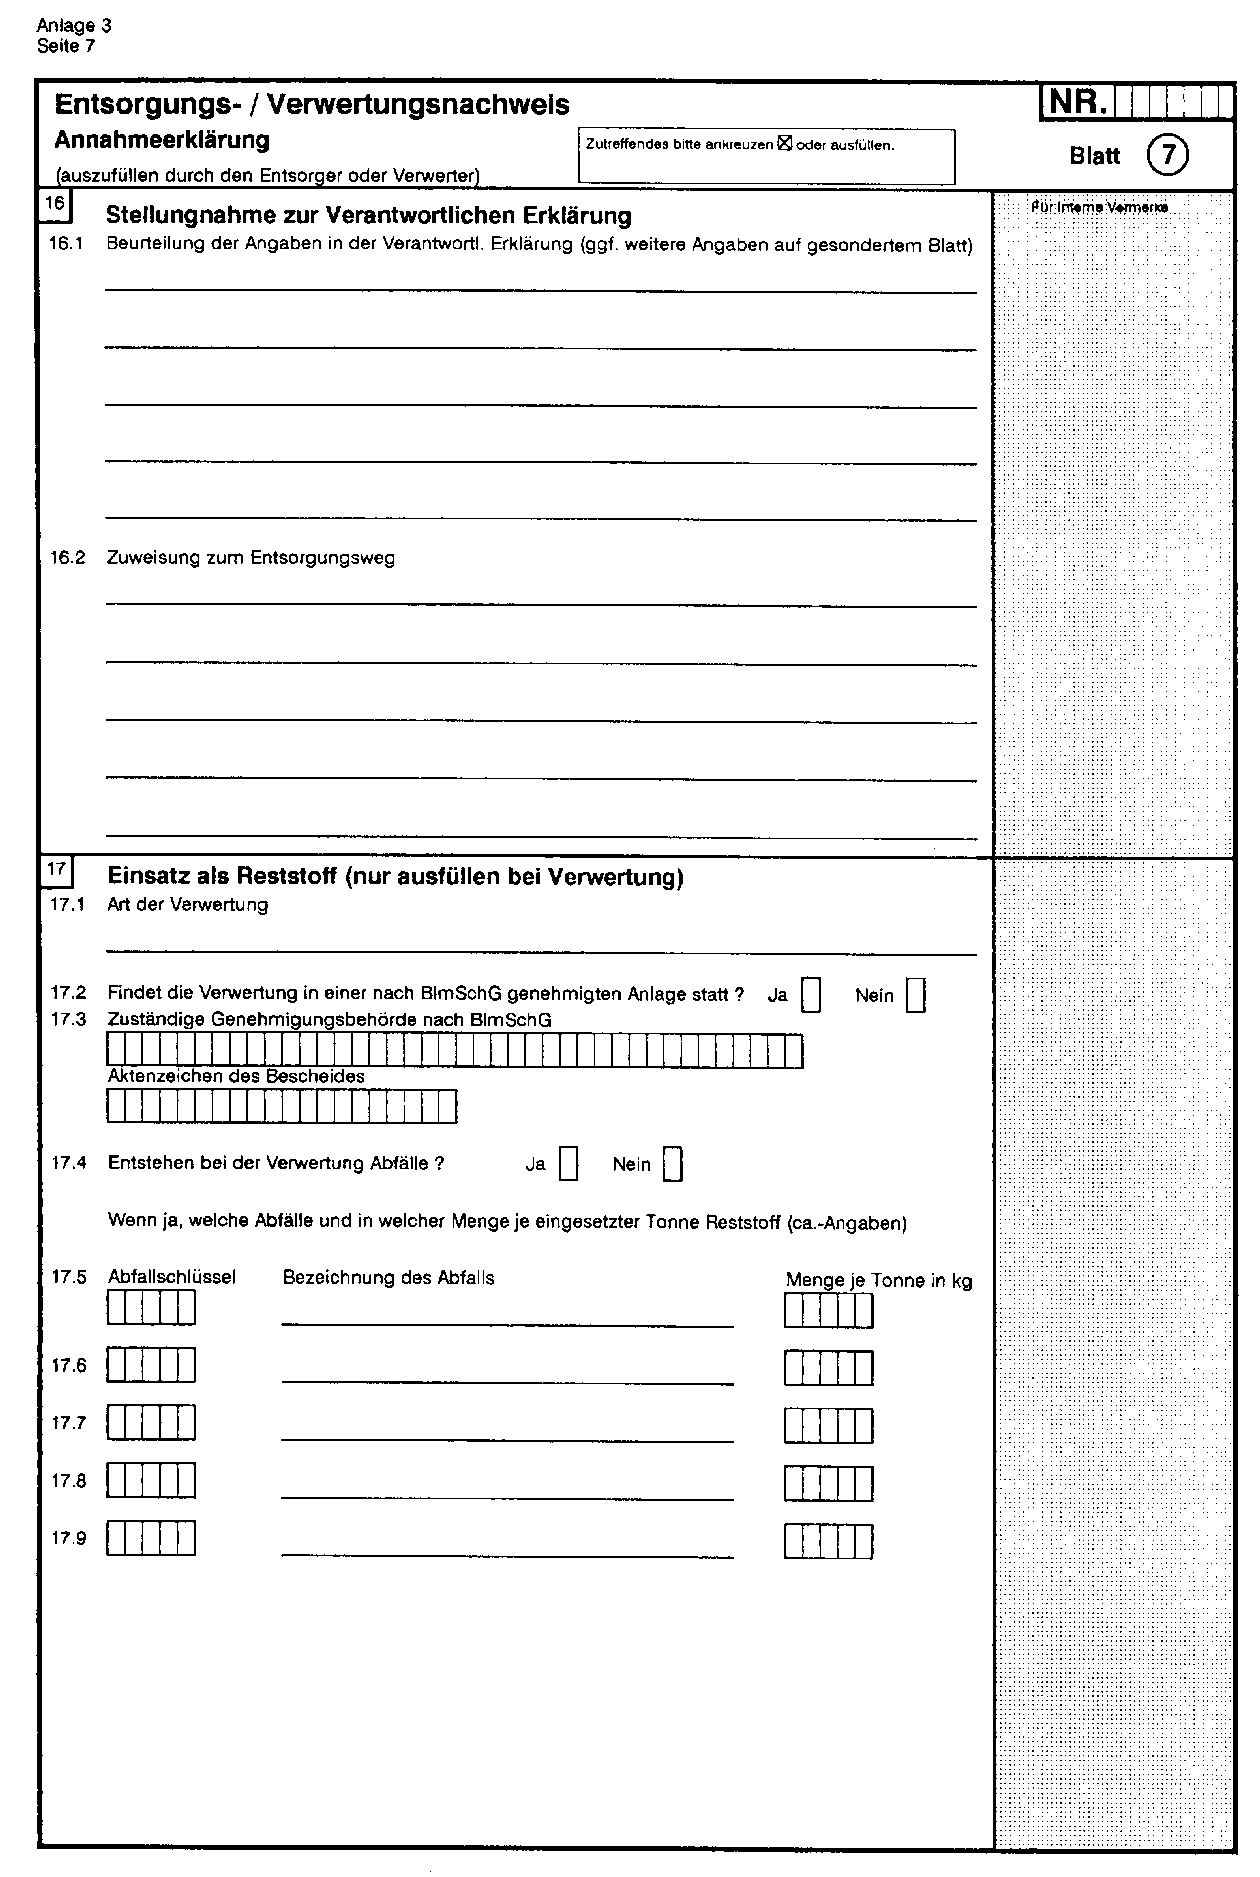 Anlage 3
Seite 7
Entsorgungs- / Verwertungsnachweis
NR.
Annahmeerklärung
Zutreffendes bitte ankreuzen ☒ oder ausfüllen.
Blatt 7
(auszufüllen durch den Entsorger oder Verwerter)
16 Stellungnahme zur Verantwortlichen Erklärung
Für Interne Vermerke
16.1 Beurteilung der Angaben in der Verantwortl. Erklärung (ggf. weitere Angaben auf gesondertem Blatt)
16.2 Zuweisung zum Entsorgungsweg
17 Einsatz als Reststoff (nur ausfüllen bei Verwertung)
17.1 Art der Verwertung
17.2 Findet die Verwertung in einer nach BImSchG genehmigten Anlage statt ? Ja Nein
17.3 Zuständige Genehmigungsbehörde nach BImSchG
Aktenzeichen des Bescheides
17.4 Entstehen bei der Verwertung Abfälle ? Ja Nein
Wenn ja, welche Abfälle und in welcher Menge je eingesetzter Tonne Reststoff (ca.-Angaben)
17.5 Abfallschlüssel Bezeichnung des Abfalls Menge je Tonne in kg
17.6
17.7
17.8
17.9